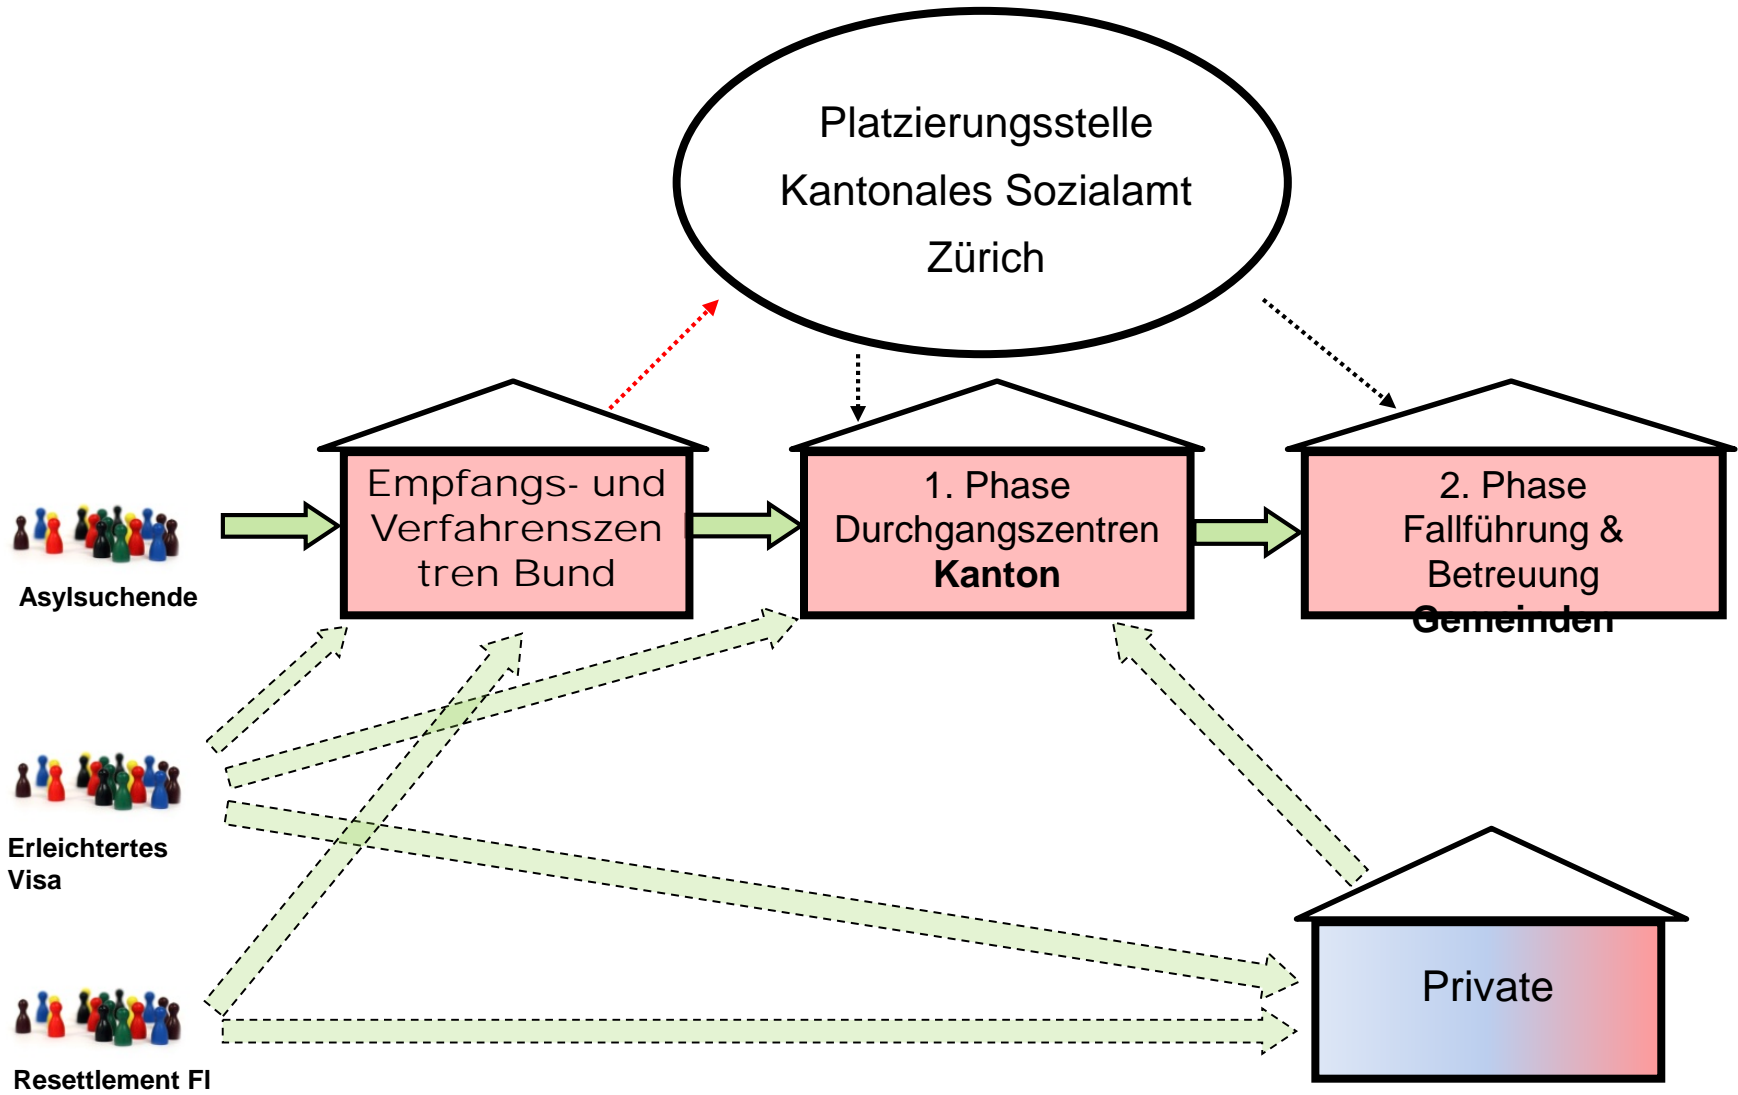 Platzierungsstelle
Kantonales Sozialamt
Zürich
Empfangs- und
Verfahrenszen
tren Bund
1. Phase
Durchgangszentren
Kanton
2. Phase
Fallführung &
Betreuung
Gemeinden
Asylsuchende
Erleichtertes
Visa
Private
Resettlement Fl